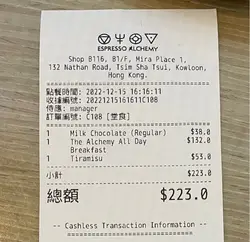 ESPRESSO ALCHEMY
Shop B116, B1/F, Mira Place 1,
132 Nathan Road, Tsim Sha Tsui, Kowloon,
Hong Kong.
點餐時間: 2022-12-15 16:16:11
收據編號: 20221215161611C108
侍應: manager
訂單編號: C108 [堂食]
1 Milk Chocolate (Regular) $38.0
1 The Alchemy All Day $132.0
Breakfast
1 Tiramisu $53.0
小計 $223.0
總額 $223.0
-- Cashless Transaction Information --